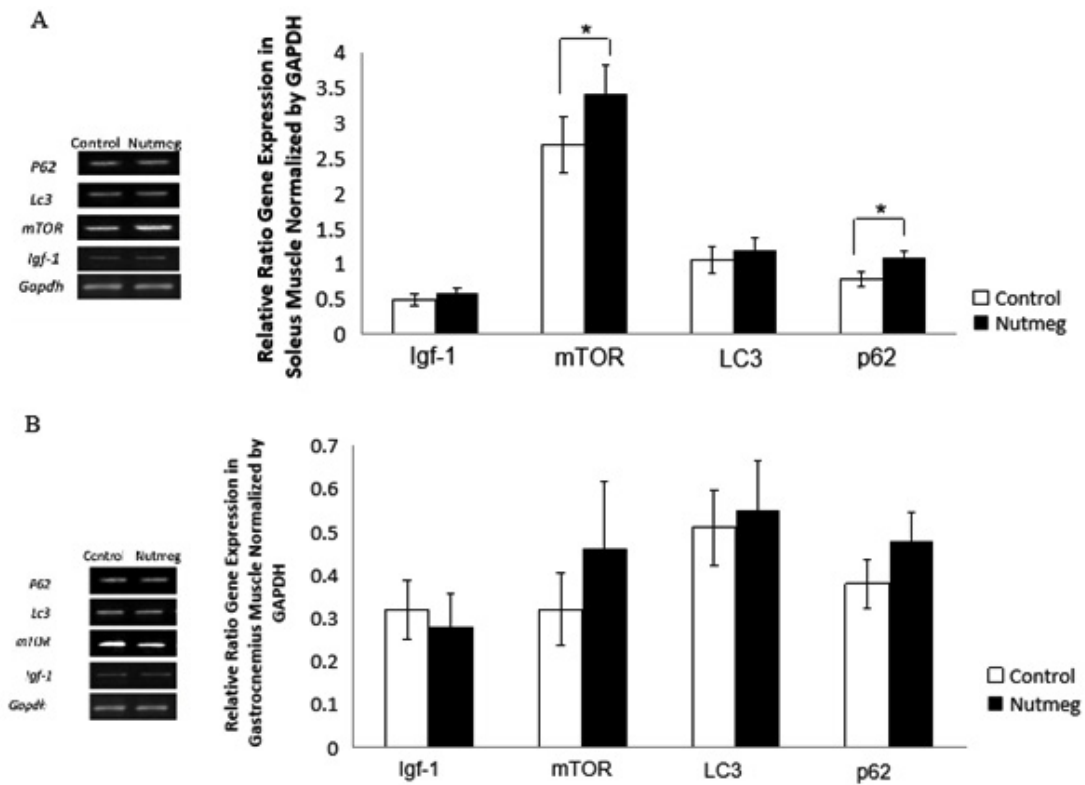 A
Control Nutmeg
P62
Lc3
mTOR
Igf-1
Gapdh
Relative Ratio Gene Expression in
Soleus Muscle Normalized by GAPDH
4
3.5
3
2.5
2
1.5
1
0.5
0
*
*
Igf-1 mTOR LC3 p62
Control
Nutmeg
B
Control Nutmeg
P62
Lc3
mTOR
Igf-1
Gapdh
Relative Ratio Gene Expression in
Gastrocnemius Muscle Normalized by
GAPDH
0.7
0.6
0.5
0.4
0.3
0.2
0.1
0
Igf-1 mTOR LC3 p62
Control
Nutmeg